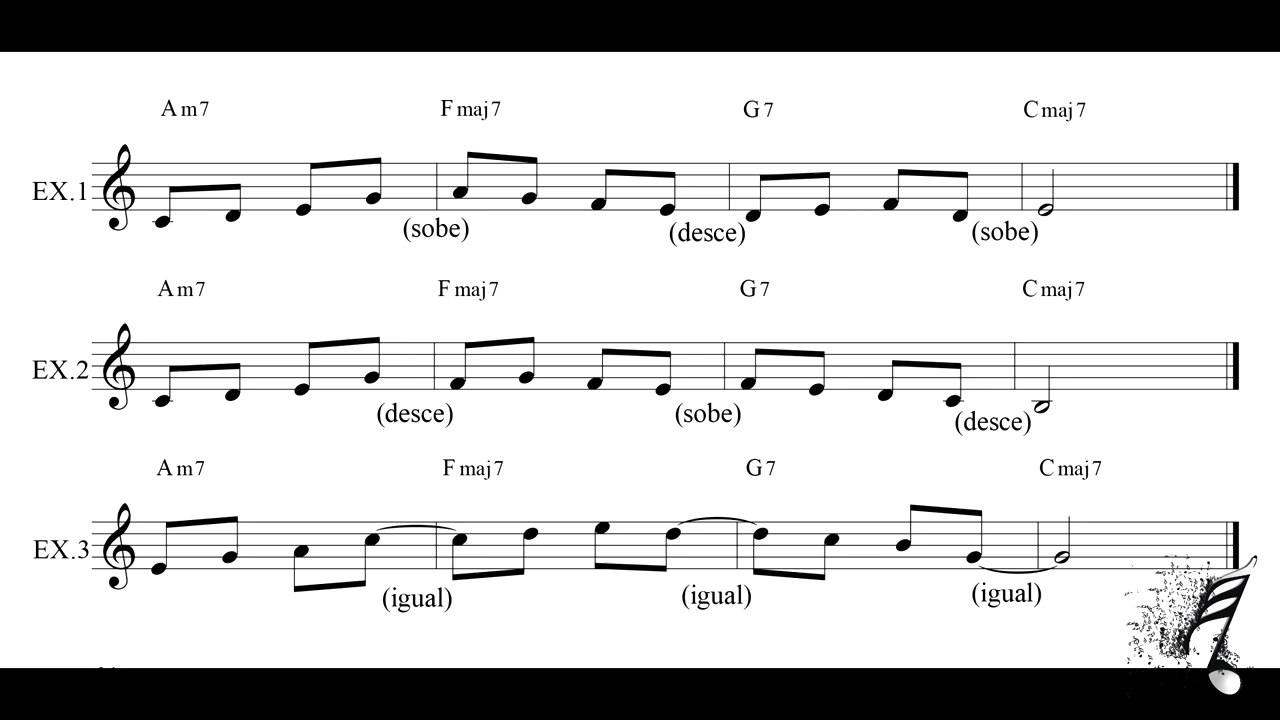 Am7 Fmaj7 G7 Cmaj7
EX.1
(sobe) (desce) (sobe)
Am7 Fmaj7 G7 Cmaj7
EX.2
(desce) (sobe) (desce)
Am7 Fmaj7 G7 Cmaj7
EX.3
(igual) (igual) (igual)